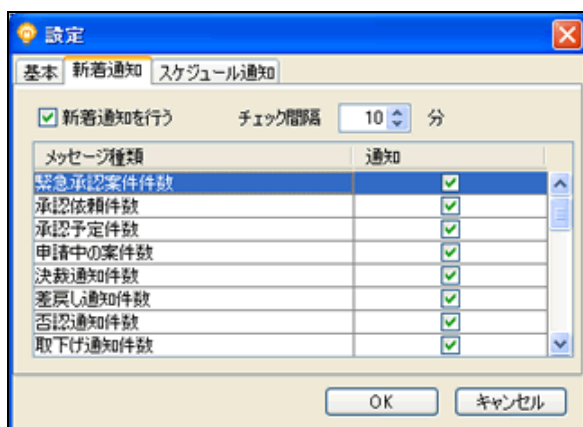 設定
基本 新着通知 スケジュール通知
新着通知を行う チェック間隔 10 分
メッセージ種類 通知
緊急承認案件件数
承認依頼件数
承認予定件数
申請中の案件数
決裁通知件数
差戻し通知件数
否認通知件数
取下げ通知件数
OK キャンセル